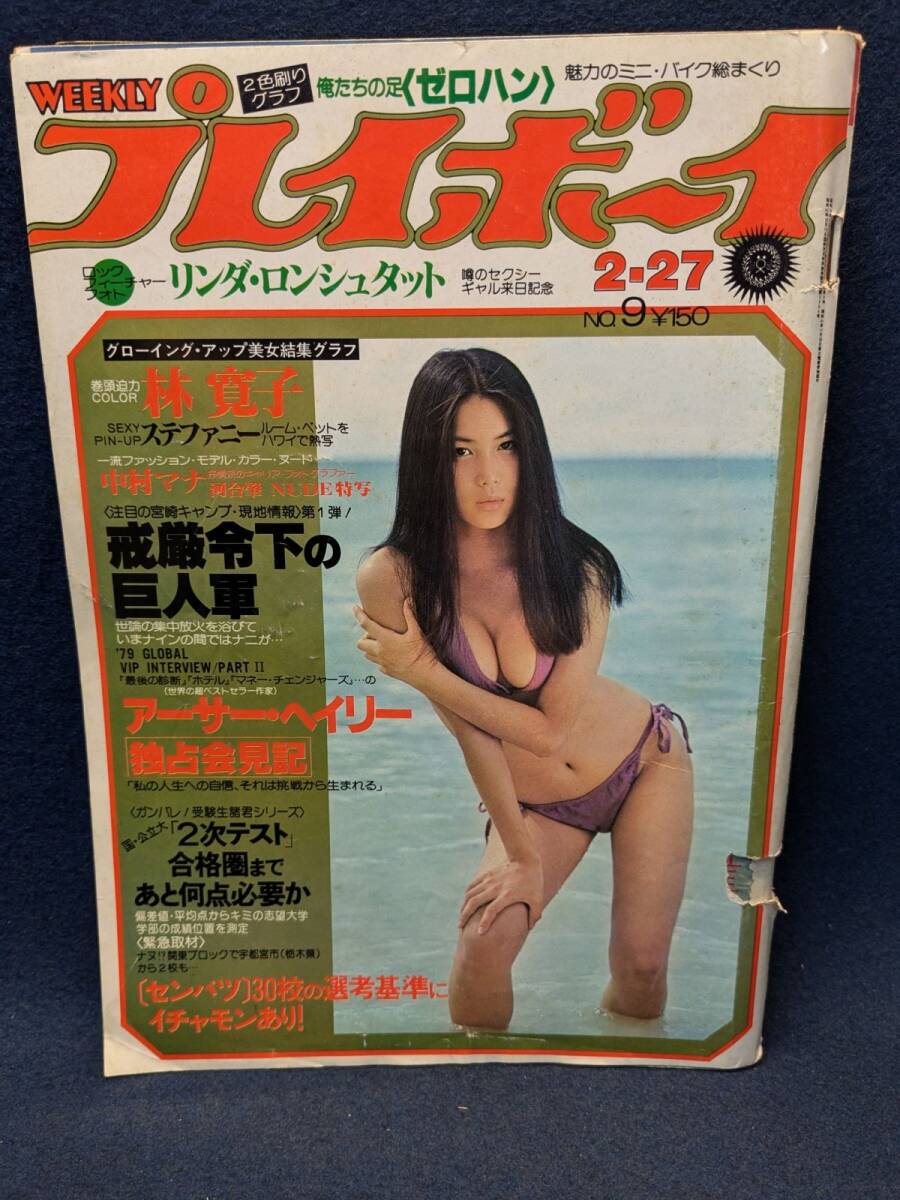 WEEKLY
プレイボーイ
2色刷り
グラフ
俺たちの足〈ゼロハン〉
魅力のミニ・バイク総まくり
ロック
フィーチャー
フォト
リンダ・ロンシュタット
噂のセクシー
ギャル来日記念
2・27
NO.9 ¥150
グローイング・アップ美女結集グラフ
巻頭迫力
COLOR
林 寛子
SEXY
PIN-UP
ステファニー
ルーム・ペットを
ハワイで熱写
一流ファッション・モデル・カラー・ヌード…
中村マナ
河合肇 NUDE特写
〈注目の宮崎キャンプ・現地情報〉第1弾!
戒厳令下の
巨人軍
世論の集中放火を浴びて
いまナインの間ではナニが…
'79 GLOBAL
VIP INTERVIEW/PART II
「最後の診断」「ホテル」「マネー・チェンジャーズ」…の
(世界の超ベストセラー作家)
アーサー・ヘイリー
独占会見記
「私の人生への自信、それは挑戦から生まれる」
〈ガンバレ!受験生諸君シリーズ〉
国・公立大「2次テスト」
合格圏まで
あと何点必要か
偏差値・平均点からキミの志望大学
学部の成績位置を測定
〈緊急取材〉
ナヌ!?関東ブロックで宇都宮市(栃木県)
から2校も…
〔センバツ〕30校の選考基準に
イチャモンあり!